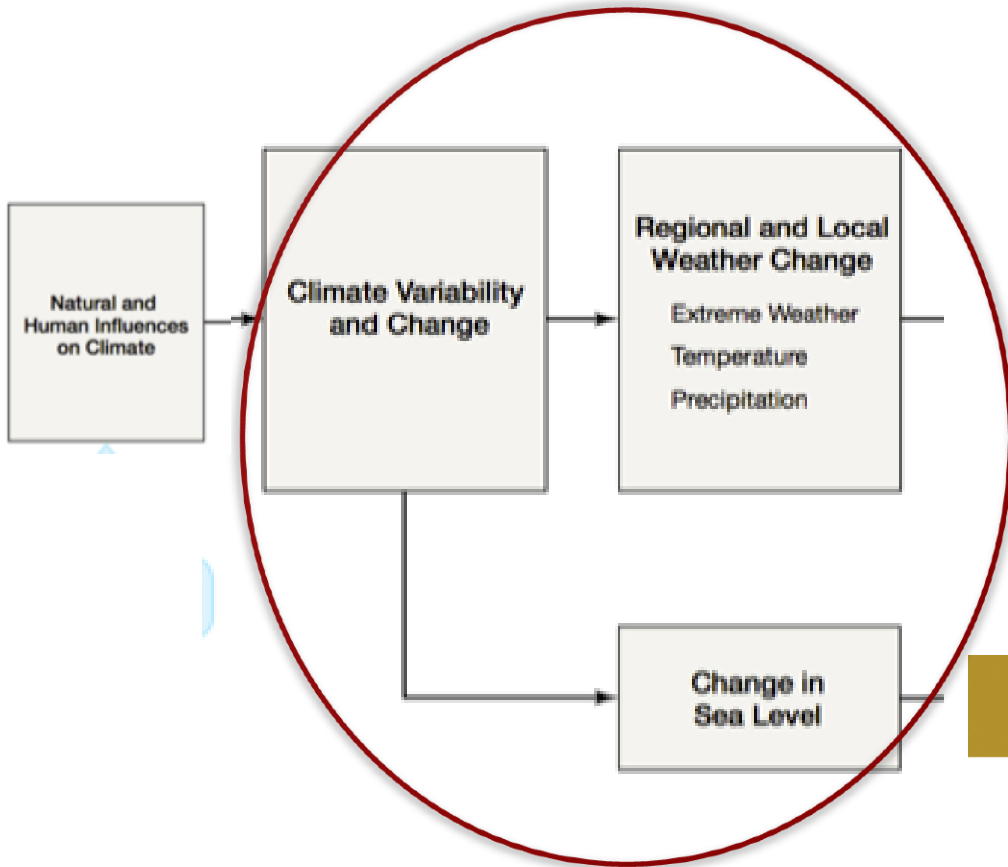 Natural and
Human Influences
on Climate
Climate Variability
and Change
Regional and Local
Weather Change
Extreme Weather
Temperature
Precipitation
Change in
Sea Level